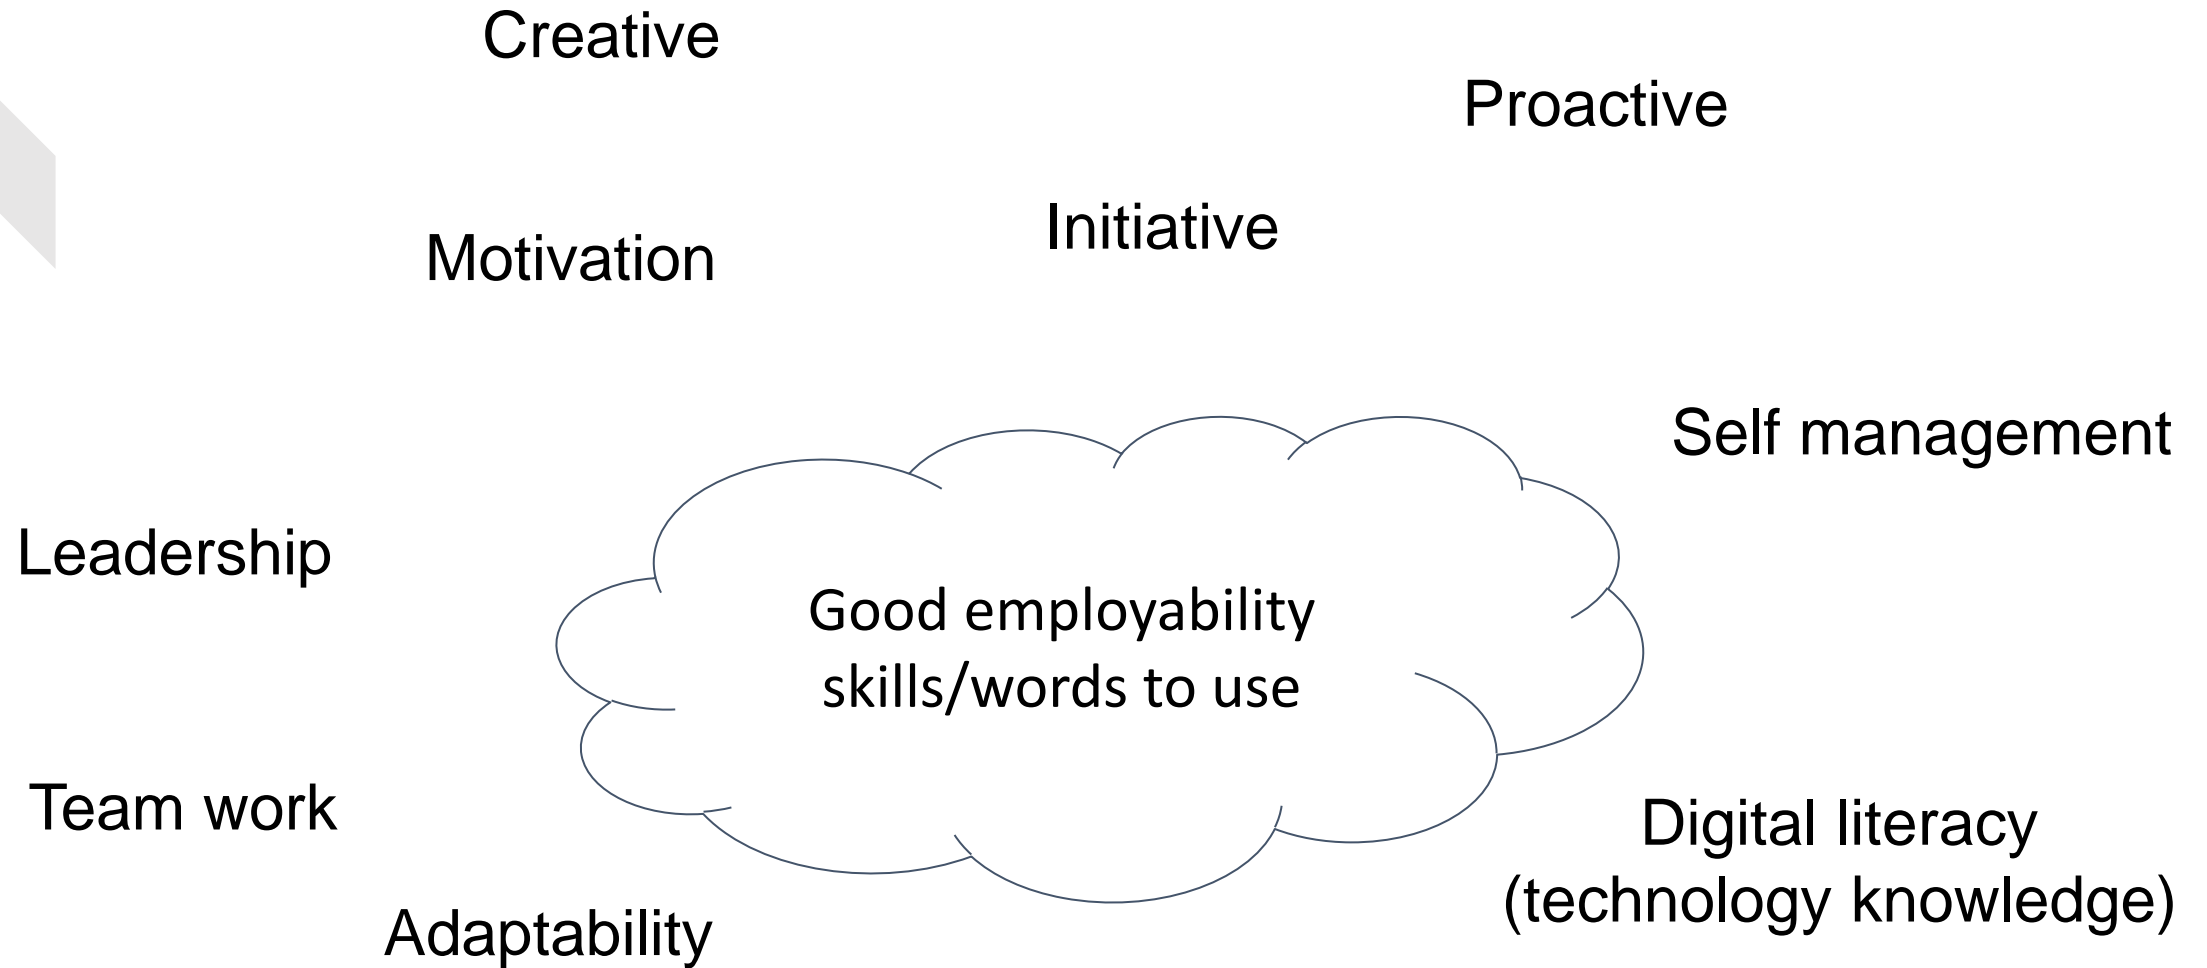 Creative
Proactive
Initiative
Motivation
Self management
Leadership
Good employability
skills/words to use
Team work
Digital literacy
(technology knowledge)
Adaptability